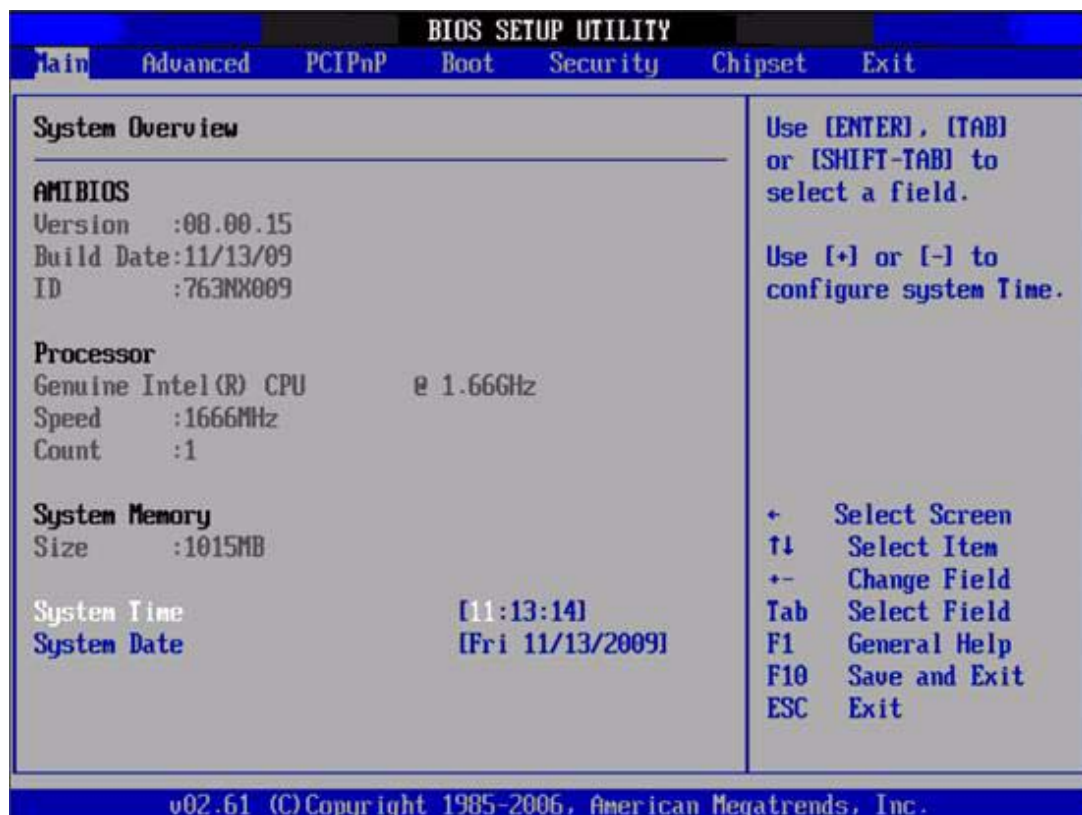 BIOS SETUP UTILITY
Main Advanced PCIPnP Boot Security Chipset Exit
System Overview
AMIBIOS
Version :08.00.15
Build Date:11/13/09
ID :763NX009
Processor
Genuine Intel(R) CPU @ 1.66GHz
Speed :1666MHz
Count :1
System Memory
Size :1015MB
System Time [11:13:14]
System Date [Fri 11/13/2009]
Use [ENTER], [TAB]
or [SHIFT-TAB] to
select a field.
Use [+] or [-] to
configure system Time.
← Select Screen
↑↓ Select Item
+- Change Field
Tab Select Field
F1 General Help
F10 Save and Exit
ESC Exit
v02.61 (C)Copyright 1985-2006, American Megatrends, Inc.